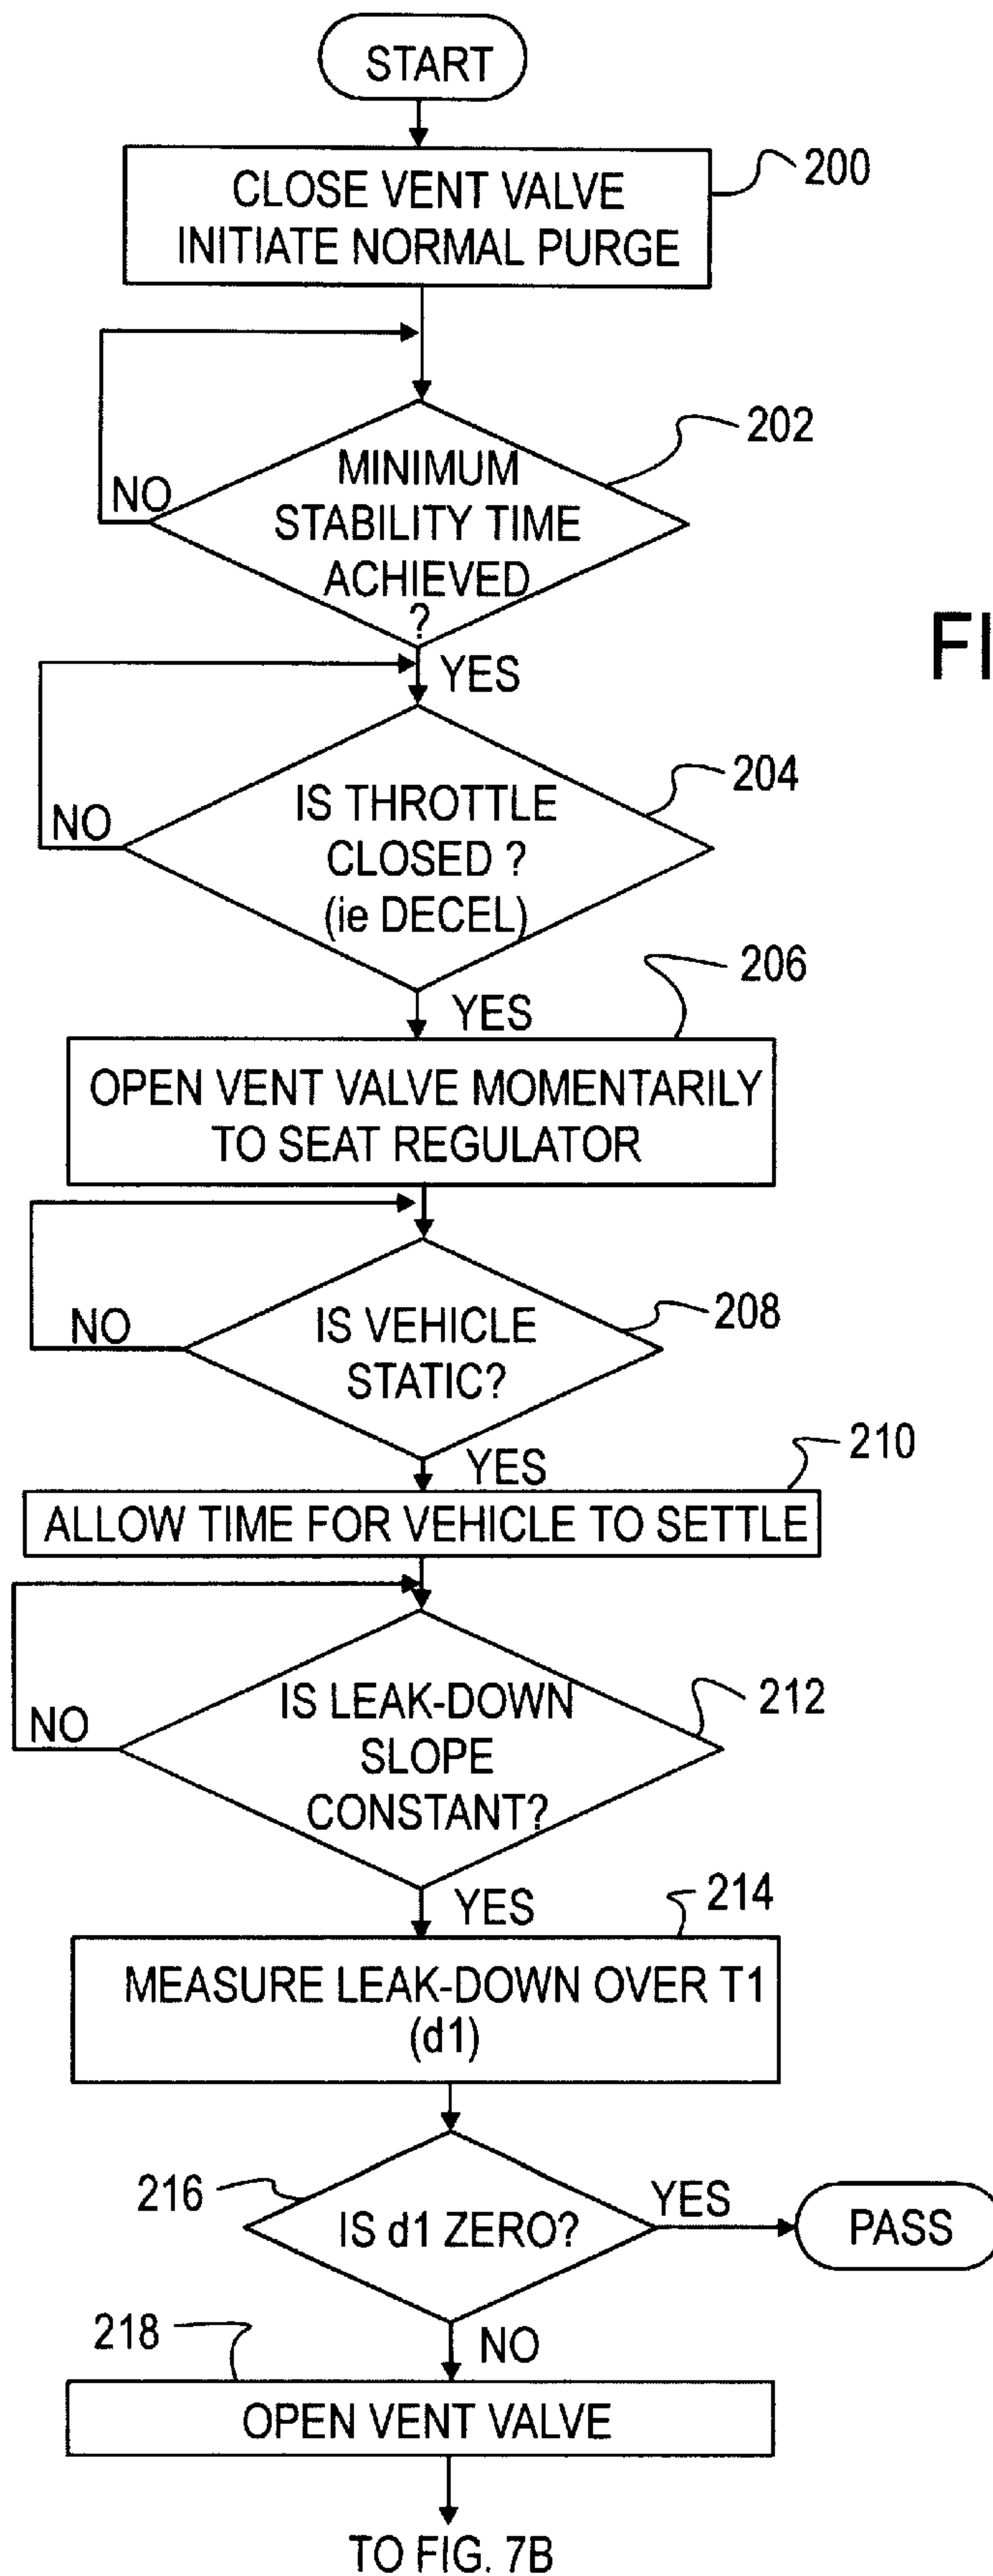 START
200
CLOSE VENT VALVE
INITIATE NORMAL PURGE
202
NO
MINIMUM
STABILITY TIME
ACHIEVED
?
FI
YES
204
NO
IS THROTTLE
CLOSED ?
(ie DECEL)
206
YES
OPEN VENT VALVE MOMENTARILY
TO SEAT REGULATOR
208
NO
IS VEHICLE
STATIC?
210
YES
ALLOW TIME FOR VEHICLE TO SETTLE
212
NO
IS LEAK-DOWN
SLOPE
CONSTANT?
214
YES
MEASURE LEAK-DOWN OVER T1
(d1)
216
IS d1 ZERO?
YES
PASS
218
NO
OPEN VENT VALVE
TO FIG. 7B